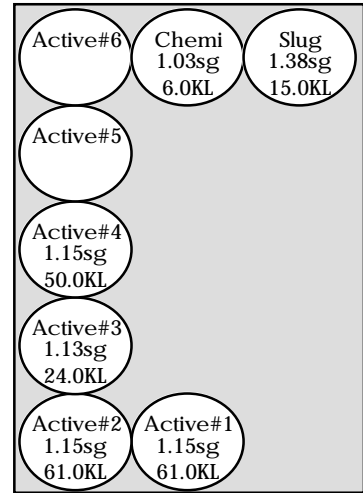 Active#6
Chemi
1.03sg
6.0KL
Slug
1.38sg
15.0KL
Active#5
Active#4
1.15sg
50.0KL
Active#3
1.13sg
24.0KL
Active#2
1.15sg
61.0KL
Active#1
1.15sg
61.0KL